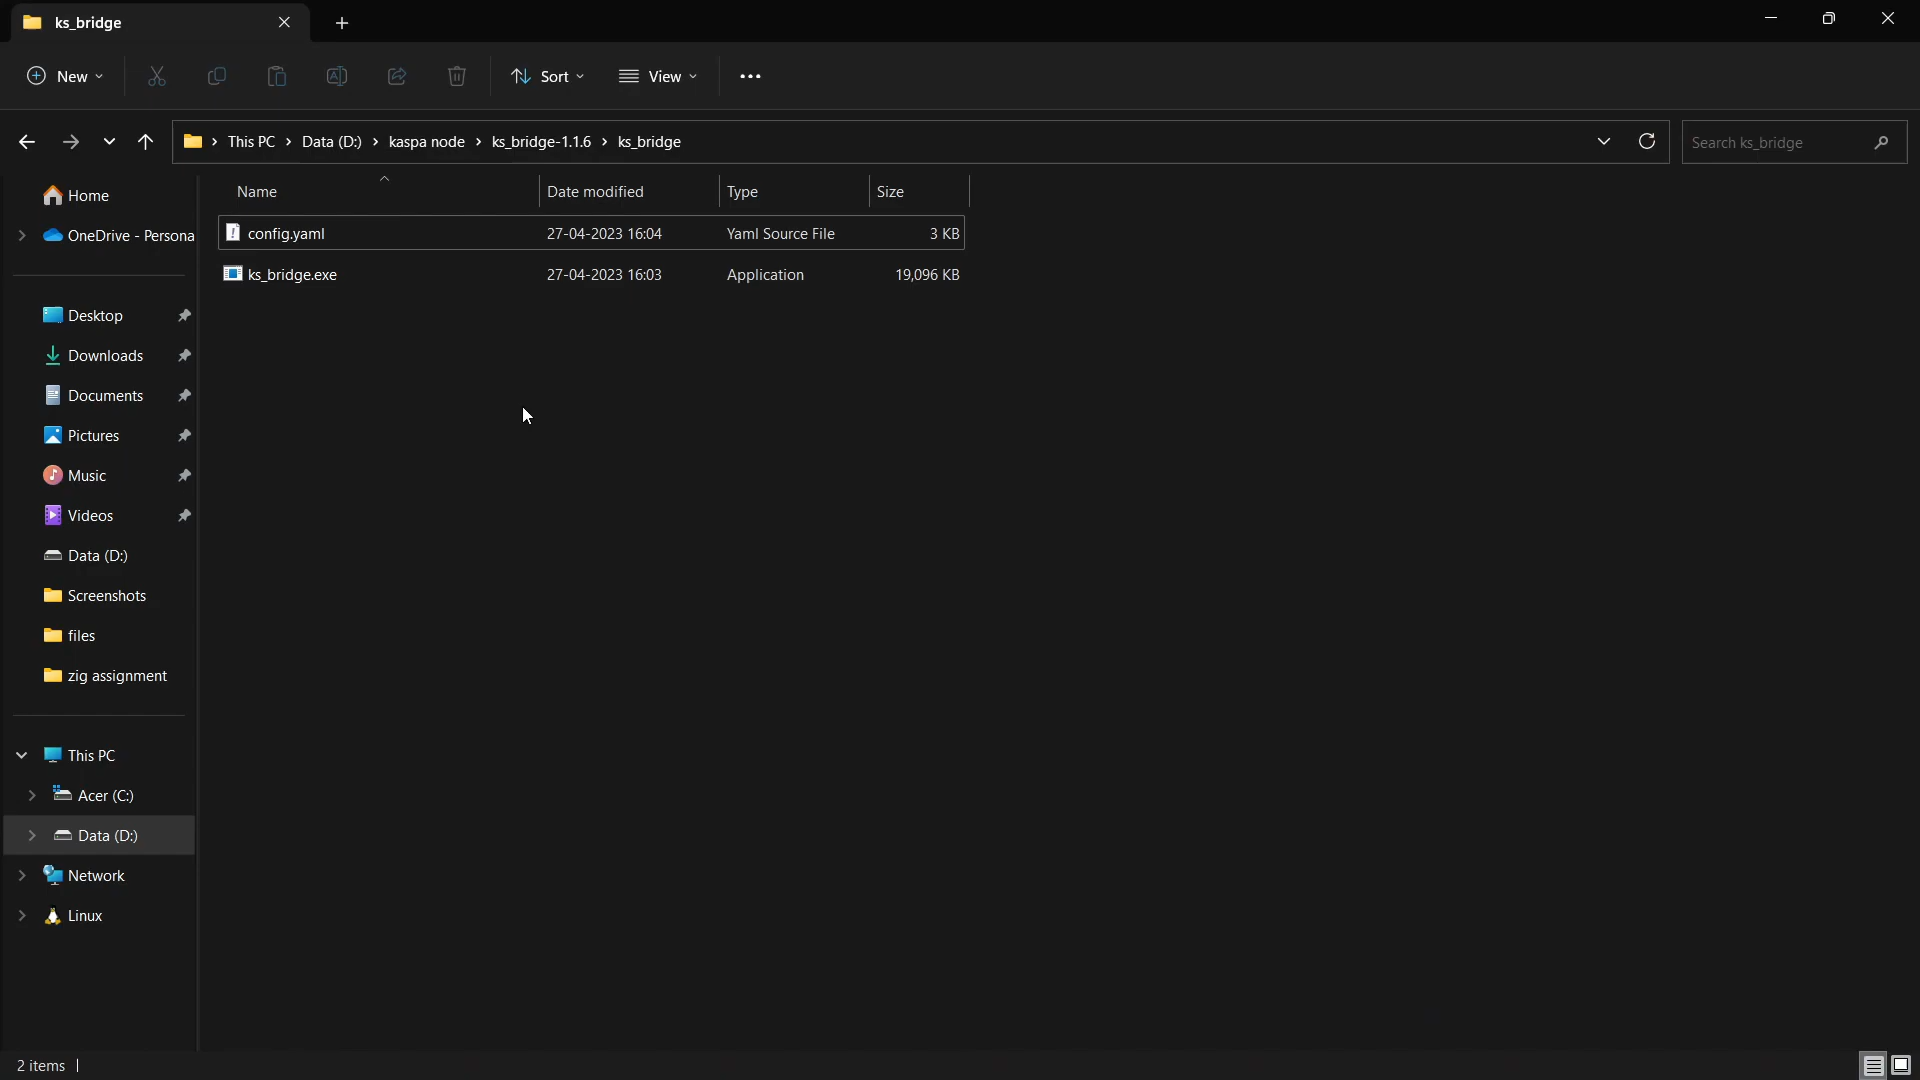 ks_bridge
New
Sort
View
This PC
Data (D:)
kaspa node
ks_bridge-1.1.6
ks_bridge
Search ks_bridge
Name
Date modified
Type
Size
config.yaml
27-04-2023 16:04
Yaml Source File
3 KB
ks_bridge.exe
27-04-2023 16:03
Application
19,096 KB
Home
OneDrive - Persona
Desktop
Downloads
Documents
Pictures
Music
Videos
Data (D:)
Screenshots
files
zig assignment
This PC
Acer (C:)
Data (D:)
Network
Linux
2 items